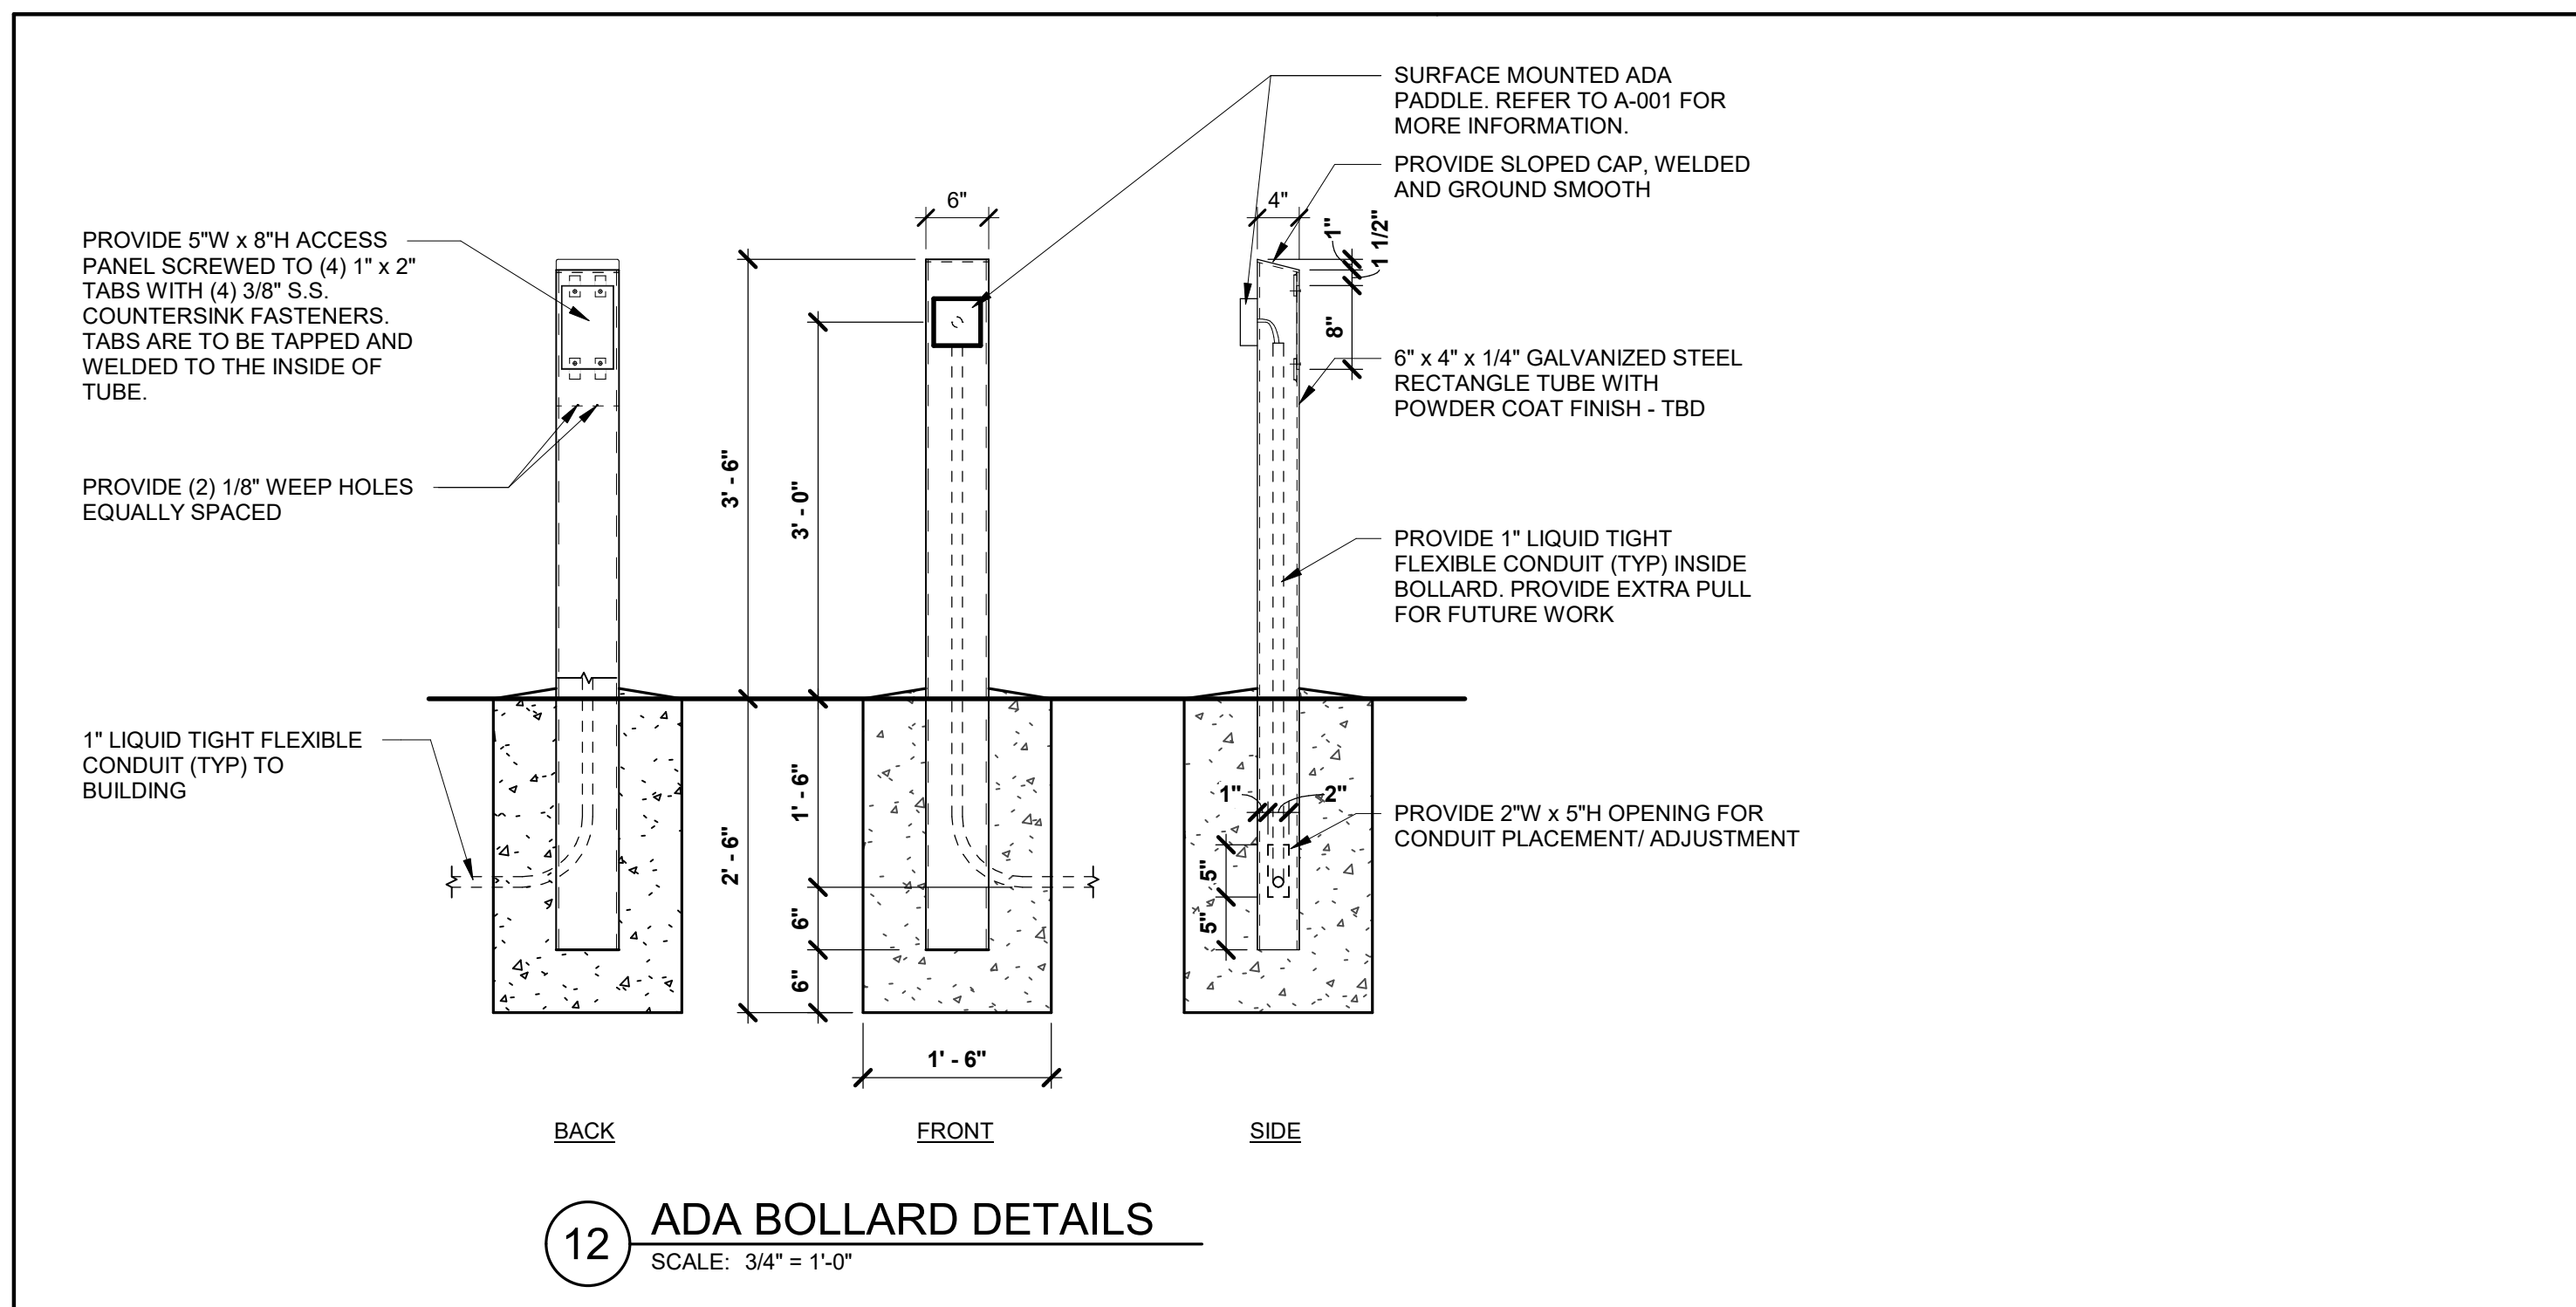 SURFACE MOUNTED ADA
PADDLE. REFER TO A-001 FOR
MORE INFORMATION.
PROVIDE SLOPED CAP, WELDED
AND GROUND SMOOTH
6"
4"
1"
1 1/2"
8"
PROVIDE 5"W x 8"H ACCESS
PANEL SCREWED TO (4) 1" x 2"
TABS WITH (4) 3/8" S.S.
COUNTERSINK FASTENERS.
TABS ARE TO BE TAPPED AND
WELDED TO THE INSIDE OF
TUBE.
6" x 4" x 1/4" GALVANIZED STEEL
RECTANGLE TUBE WITH
POWDER COAT FINISH - TBD
PROVIDE (2) 1/8" WEEP HOLES
EQUALLY SPACED
3' - 6"
3' - 0"
PROVIDE 1" LIQUID TIGHT
FLEXIBLE CONDUIT (TYP) INSIDE
BOLLARD. PROVIDE EXTRA PULL
FOR FUTURE WORK
1" LIQUID TIGHT FLEXIBLE
CONDUIT (TYP) TO
BUILDING
2' - 6"
1' - 6"
6"
6"
1"
2"
5"
5"
PROVIDE 2"W x 5"H OPENING FOR
CONDUIT PLACEMENT/ ADJUSTMENT
1' - 6"
BACK
FRONT
SIDE
12
ADA BOLLARD DETAILS
SCALE: 3/4" = 1'-0"